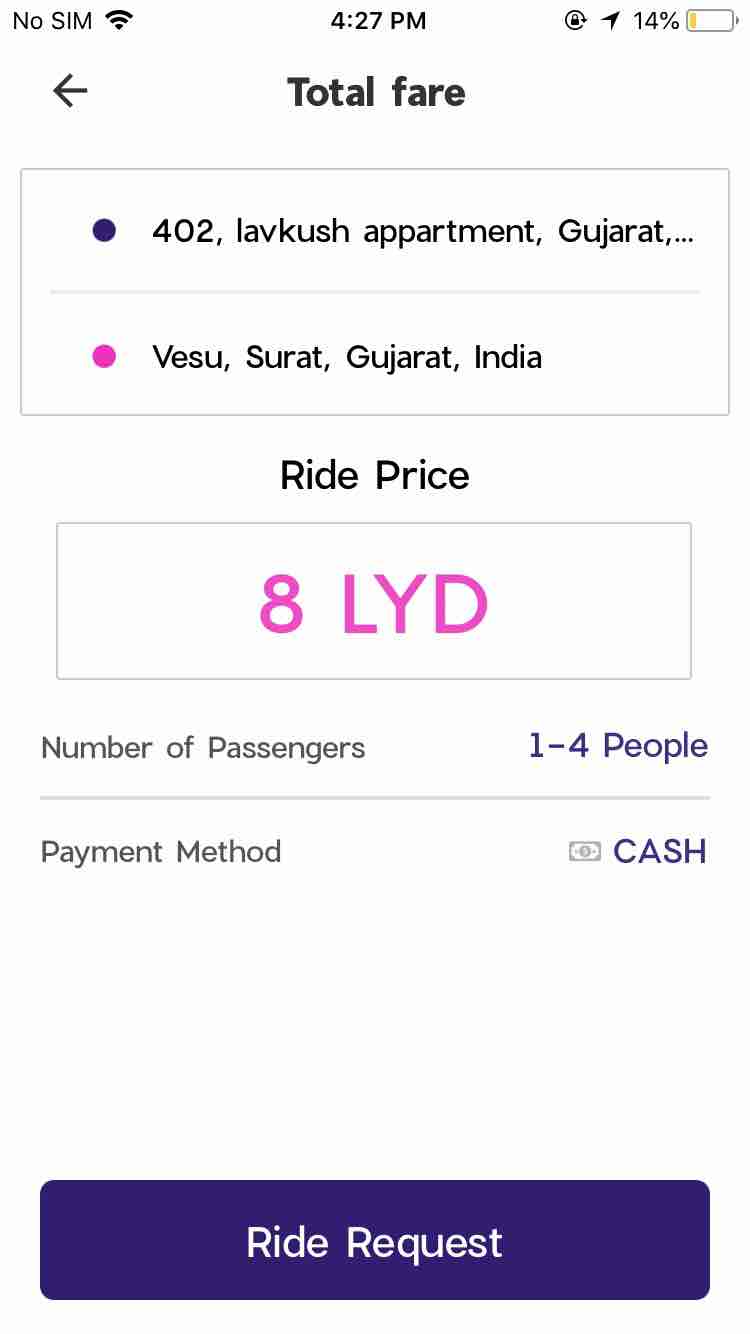 No SIM 4:27 PM 14%
Total fare
402, lavkush appartment, Gujarat,...
Vesu, Surat, Gujarat, India
Ride Price
8 LYD
Number of Passengers 1-4 People
Payment Method CASH
Ride Request